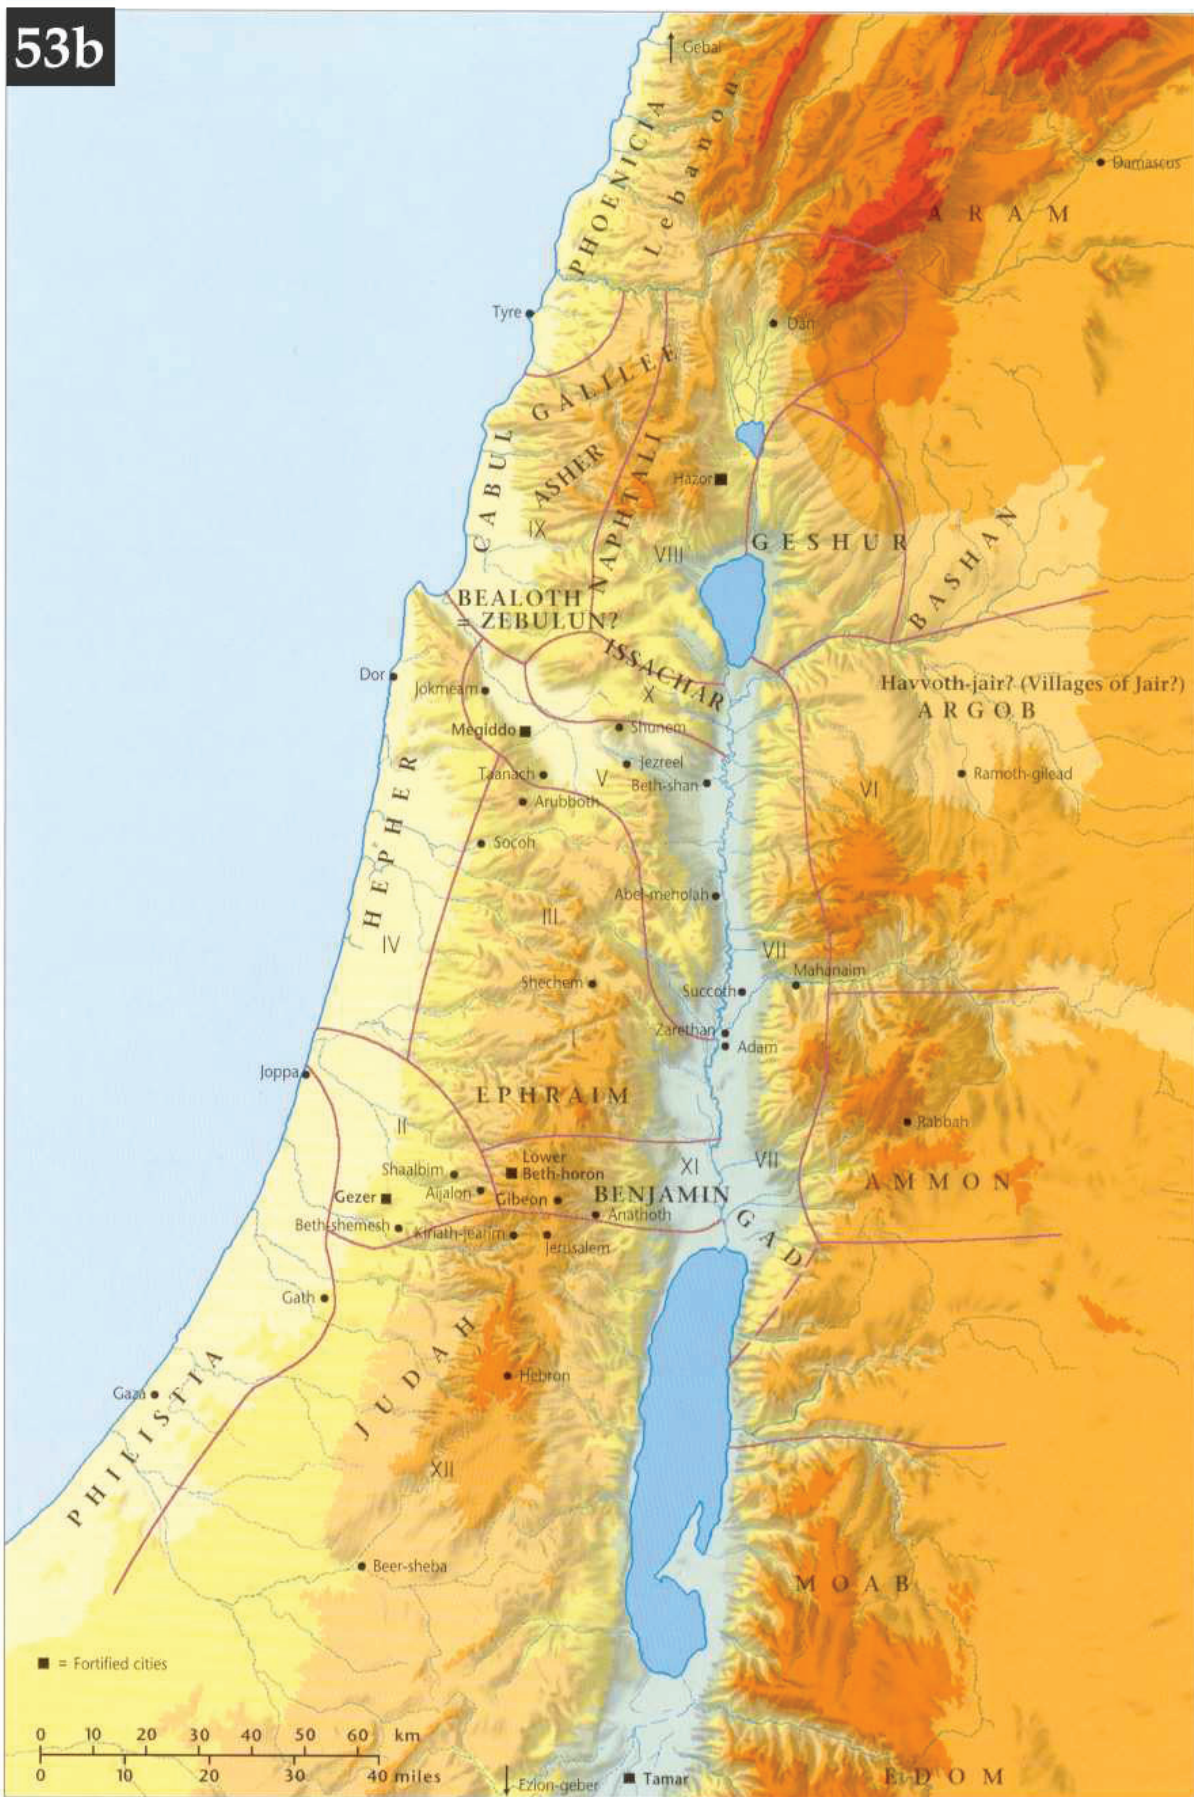 53b
Gebal
PHOENICIA
Lebanon
Damascus
ARAM
Tyre
Dan
GALILEE
CABUL
ASHER
NAPHTALI
Hazor
IX
VIII
GESHUR
BASHAN
BEALOTH
= ZEBULUN?
ISSACHAR
Dor
Jokmeam
X
Havvoth-jair? (Villages of Jair?)
ARGOB
Megiddo
Shunem
Jezreel
Taanach
V
Beth-shan
Ramoth-gilead
VI
Arubboth
HEPHER
Socoh
Abel-meholah
III
IV
VII
Mahanaim
Shechem
Succoth
Zarethan
I
Adam
Joppa
EPHRAIM
II
Rabbah
Lower
Beth-horon
Shaalbim
XI
VII
Aijalon
AMMON
Gezer
Gibeon
BENJAMIN
Anathoth
GAD
Beth-shemesh
Kiriath-jearim
Jerusalem
Gath
JUDAH
Hebron
Gaza
PHILISTIA
XII
Beer-sheba
MOAB
■ = Fortified cities
0 10 20 30 40 50 60 km
0 10 20 30 40 miles
Ezion-geber
Tamar
EDOM